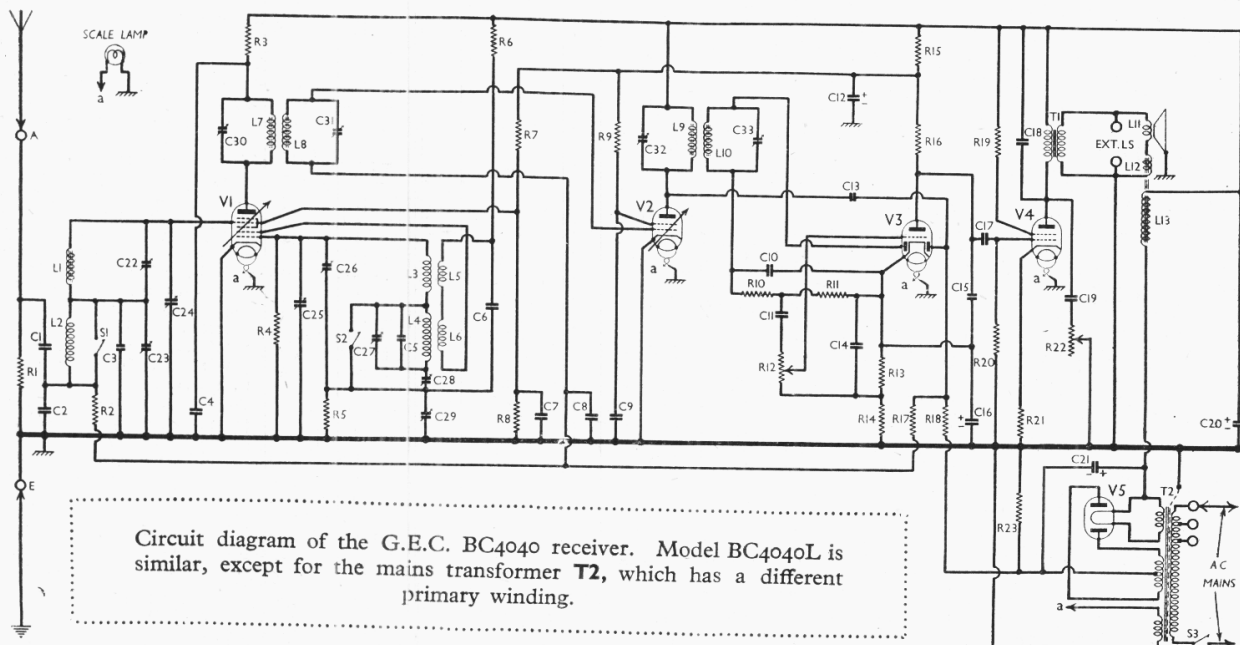 SCALE LAMP
a
A
R3
R6
R15
C30
L7
L8
C31
R7
R9
C32
L9
L10
C33
C12 + -
R16
R19
C18
T1
EXT. LS
L11
L12
L13
V1
a
V2
a
C13
V3
a
C17
V4
a
L1
C22
C24
C26
L3
L5
C10
R10
R11
C15
C19
C1
L2
S1
C3
C23
R4
C25
S2
C27
C5
L4
L6
C6
C28
C11
R12
C14
R13
R20
R22
R1
C2
R2
C4
R5
C29
R8
C7
C8
C9
R14
R17
R18
C16 + -
R21
C20 +
-
E
C21
- +
V5
T2
R23
A C
MAINS
a
S3
Circuit diagram of the G.E.C. BC4040 receiver. Model BC4040L is
similar, except for the mains transformer T2, which has a different
primary winding.